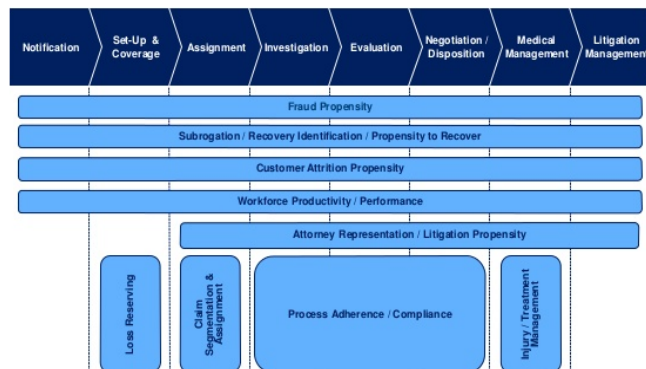 Notification
Set-Up &
Coverage
Assignment
Investigation
Evaluation
Negotiation /
Disposition
Medical
Management
Litigation
Management
Fraud Propensity
Subrogation / Recovery Identification / Propensity to Recover
Customer Attrition Propensity
Workforce Productivity / Performance
Attorney Representation / Litigation Propensity
Loss Reserving
Claim
Segmentation &
Assignment
Process Adherence / Compliance
Injury / Treatment
Management